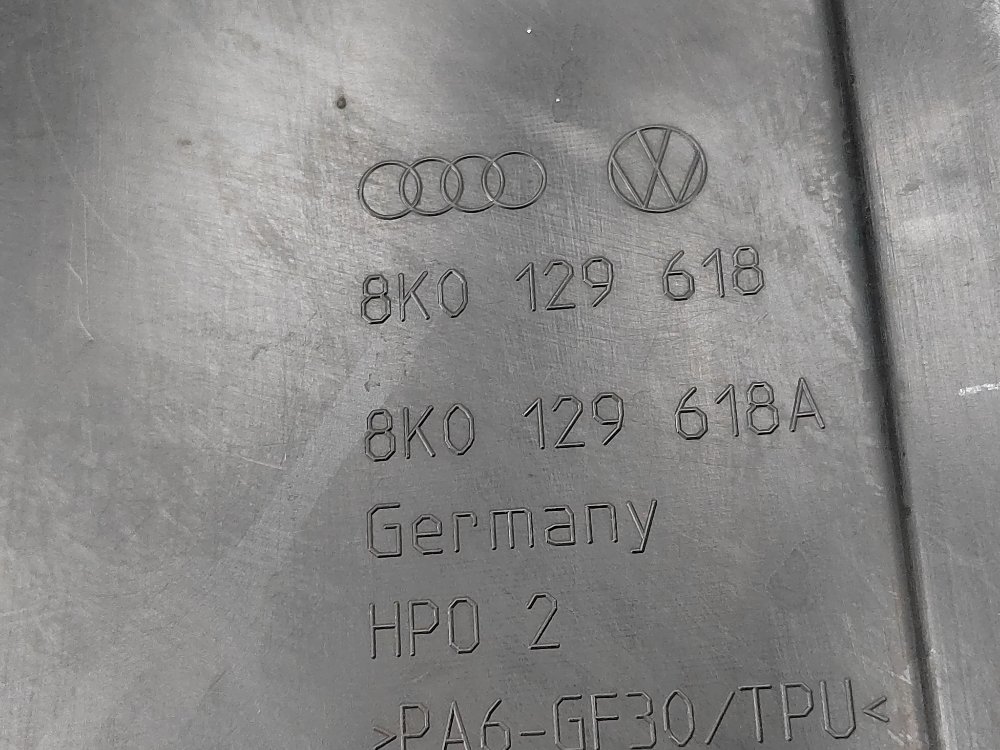 8K0 129 618
8K0 129 618A
Germany
HPO 2
>PA6-GF30/TPU<